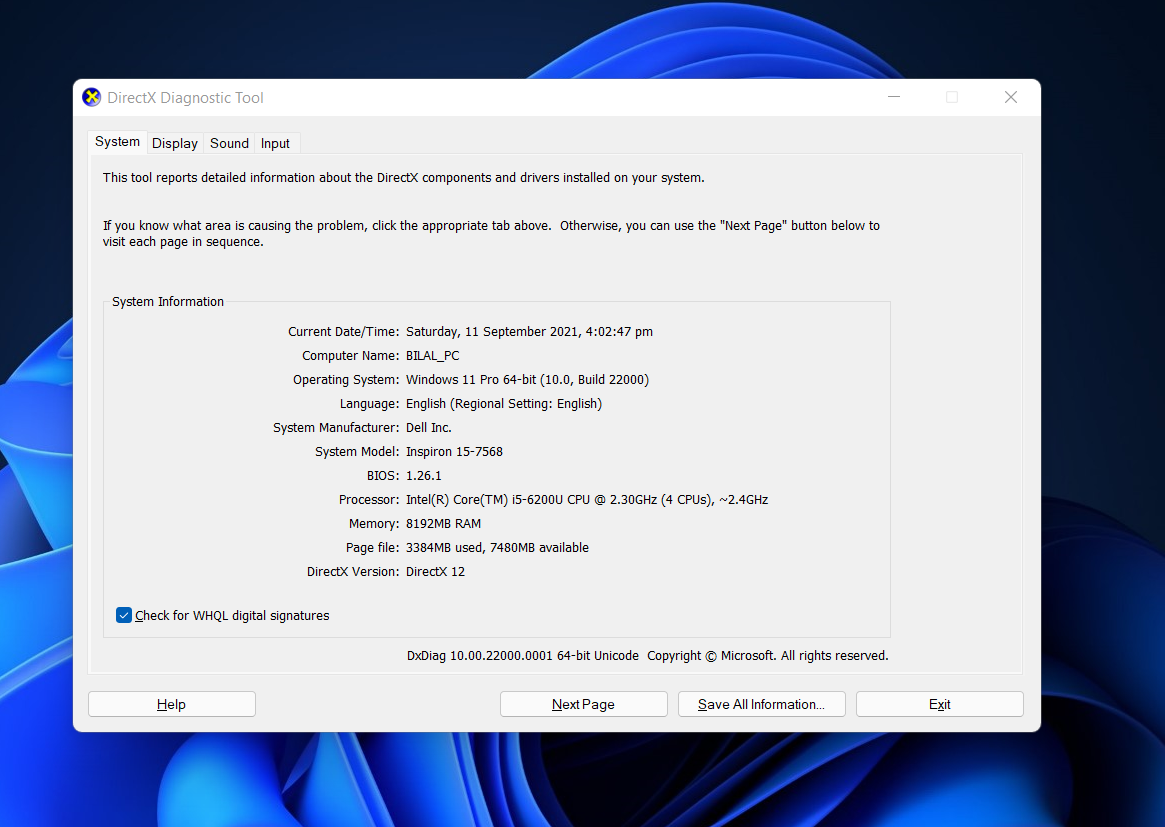 DirectX Diagnostic Tool
System Display Sound Input
This tool reports detailed information about the DirectX components and drivers installed on your system.
If you know what area is causing the problem, click the appropriate tab above.  Otherwise, you can use the "Next Page" button below to
visit each page in sequence.
System Information
Current Date/Time: Saturday, 11 September 2021, 4:02:47 pm
Computer Name: BILAL_PC
Operating System: Windows 11 Pro 64-bit (10.0, Build 22000)
Language: English (Regional Setting: English)
System Manufacturer: Dell Inc.
System Model: Inspiron 15-7568
BIOS: 1.26.1
Processor: Intel(R) Core(TM) i5-6200U CPU @ 2.30GHz (4 CPUs), ~2.4GHz
Memory: 8192MB RAM
Page file: 3384MB used, 7480MB available
DirectX Version: DirectX 12
Check for WHQL digital signatures
DxDiag 10.00.22000.0001 64-bit Unicode  Copyright © Microsoft. All rights reserved.
Help Next Page Save All Information... Exit